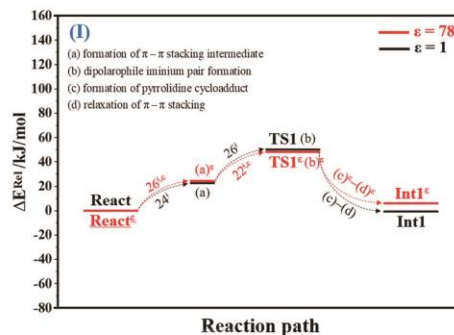 (I)
ε = 78
ε = 1
(a) formation of π – π stacking intermediate
(b) dipolarophile iminium pair formation
(c) formation of pyrrolidine cycloadduct
(d) relaxation of π – π stacking
160
140
120
100
80
60
40
20
0
-20
-40
-60
-80
ΔE^Rel/kJ/mol
React
React^ε
26^i,ε
24^i
(a)^ε
(a)
26^i
22^i,ε
TS1 (b)
TS1^ε (b)^ε
(c)^ε–(d)^ε
(c)–(d)
Int1^ε
Int1
Reaction path